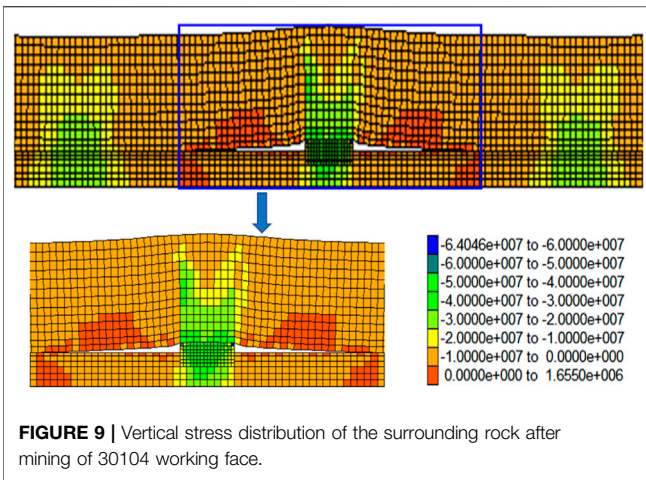 -6.4046e+007 to -6.0000e+007
-6.0000e+007 to -5.0000e+007
-5.0000e+007 to -4.0000e+007
-4.0000e+007 to -3.0000e+007
-3.0000e+007 to -2.0000e+007
-2.0000e+007 to -1.0000e+007
-1.0000e+007 to 0.0000e+000
0.0000e+000 to 1.6550e+006
FIGURE 9 | Vertical stress distribution of the surrounding rock after
mining of 30104 working face.